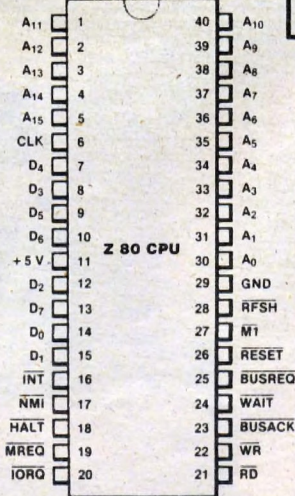 A11 1 40 A10
A12 2 39 A9
A13 3 38 A8
A14 4 37 A7
A15 5 36 A6
CLK 6 35 A5
D4 7 34 A4
D3 8 33 A3
D5 9 32 A2
D6 10 31 A1
+ 5 V 11 Z 80 CPU 30 A0
D2 12 29 GND
D7 13 28 RFSH
D0 14 27 M1
D1 15 26 RESET
INT 16 25 BUSREQ
NMI 17 24 WAIT
HALT 18 23 BUSACK
MREQ 19 22 WR
IORQ 20 21 RD